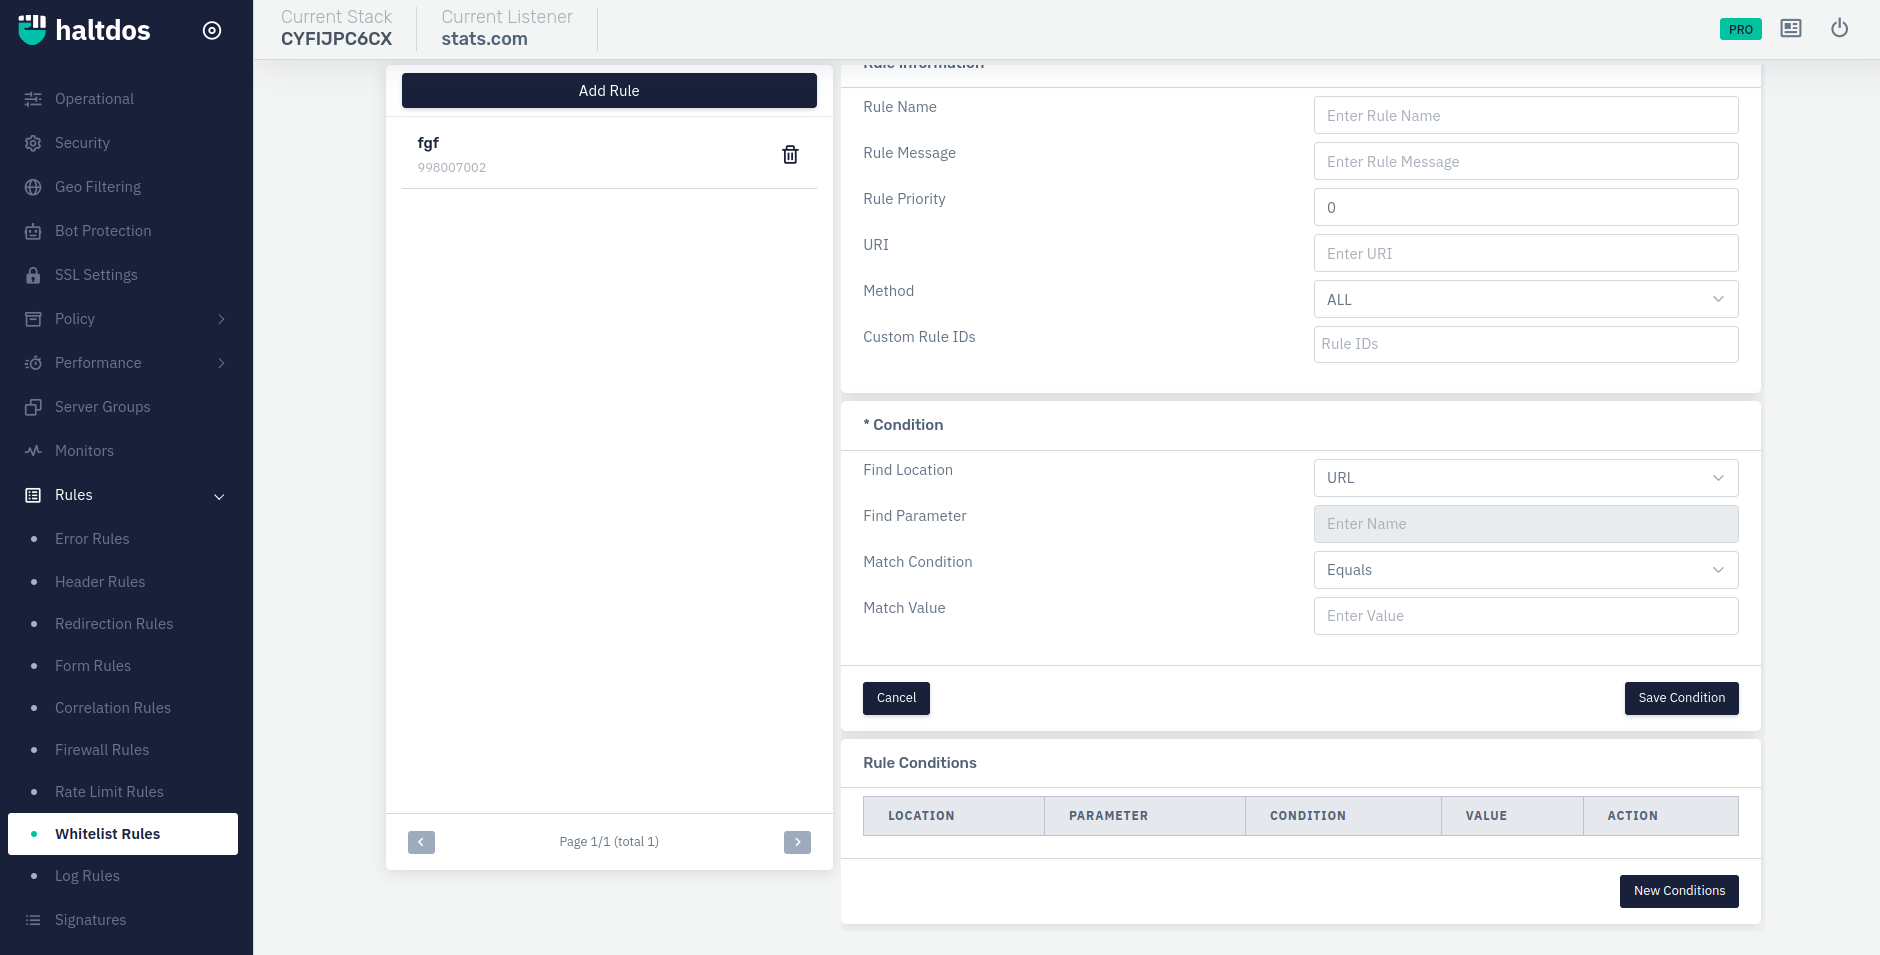 haltdos
Current Stack
CYFIJPC6CX
Current Listener
stats.com
PRO
Operational
Security
Geo Filtering
Bot Protection
SSL Settings
Policy
Performance
Server Groups
Monitors
Rules
Error Rules
Header Rules
Redirection Rules
Form Rules
Correlation Rules
Firewall Rules
Rate Limit Rules
Whitelist Rules
Log Rules
Signatures
Add Rule
fgf
998007002
Page 1/1 (total 1)
Rule Information
Rule Name
Enter Rule Name
Rule Message
Enter Rule Message
Rule Priority
0
URI
Enter URI
Method
ALL
Custom Rule IDs
Rule IDs
* Condition
Find Location
URL
Find Parameter
Enter Name
Match Condition
Equals
Match Value
Enter Value
Cancel
Save Condition
Rule Conditions
LOCATION PARAMETER CONDITION VALUE ACTION
New Conditions